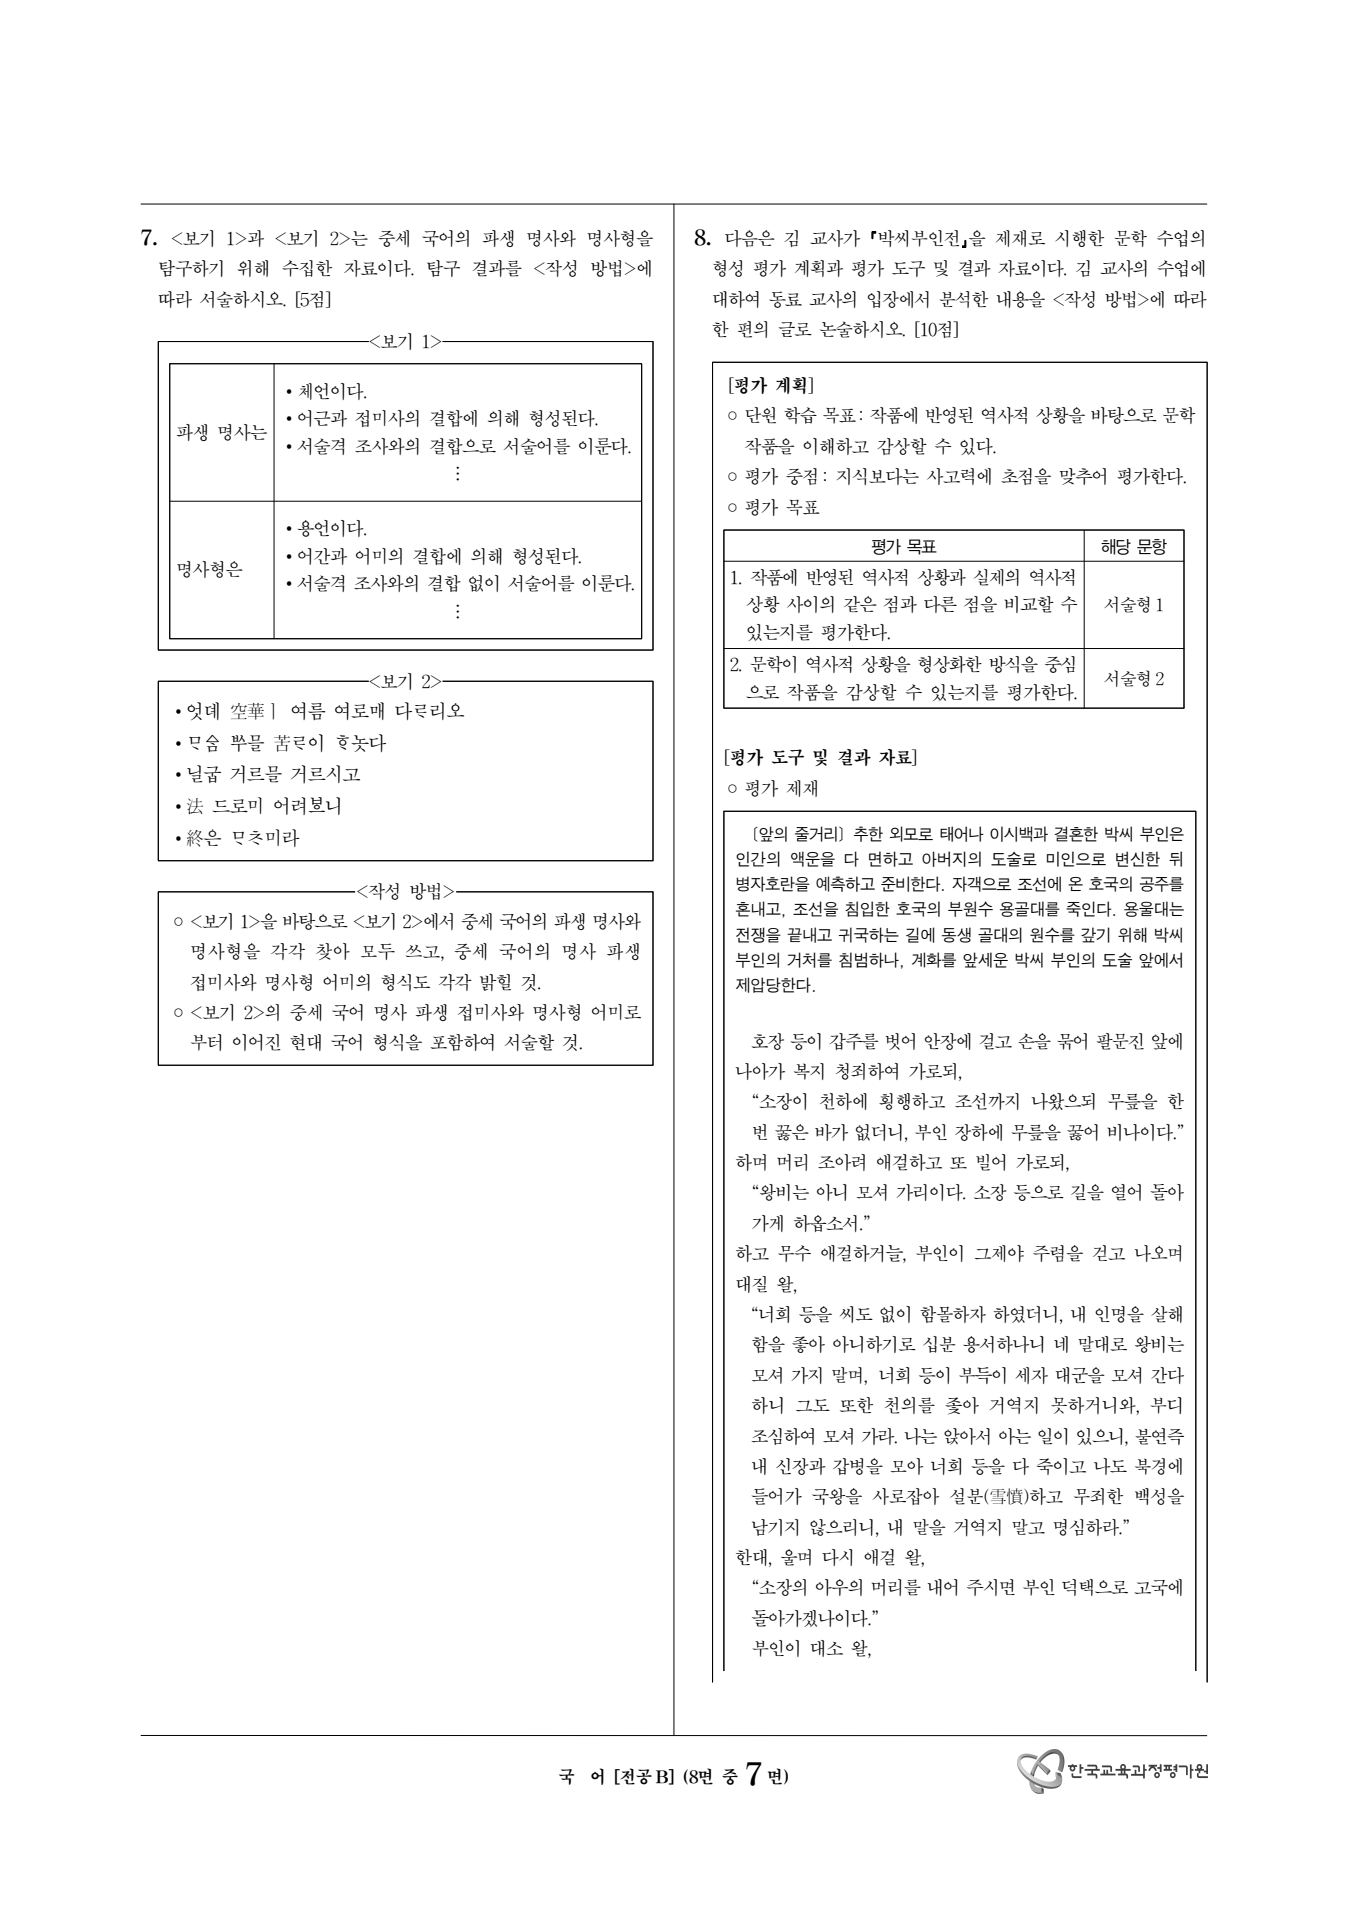 7. <보기 1>과 <보기 2>는 중세 국어의 파생 명사와 명사형을
탐구하기 위해 수집한 자료이다. 탐구 결과를 <작성 방법>에
따라 서술하시오. [5점]
<보기 1>
파생 명사는
• 체언이다.
• 어근과 접미사의 결합에 의해 형성된다.
• 서술격 조사와의 결합으로 서술어를 이룬다.
⋮
명사형은
• 용언이다.
• 어간과 어미의 결합에 의해 형성된다.
• 서술격 조사와의 결합 없이 서술어를 이룬다.
⋮
<보기 2>
• 엇뎨 空華ㅣ 여름 여로매 다ᄅᆞ리오
• ᄆᆞ숨 ᄡᅮ믈 苦ᄅᆞ이 ᄒᆞ놋다
• 닐굽 거르믈 거르시고
• 法 드로미 어려ᄫᅳ니
• 終은 ᄆᆞᄎᆞ미라
<작성 방법>
○ <보기 1>을 바탕으로 <보기 2>에서 중세 국어의 파생 명사와
명사형을 각각 찾아 모두 쓰고, 중세 국어의 명사 파생
접미사와 명사형 어미의 형식도 각각 밝힐 것.
○ <보기 2>의 중세 국어 명사 파생 접미사와 명사형 어미로
부터 이어진 현대 국어 형식을 포함하여 서술할 것.
8. 다음은 김 교사가 『박씨부인전』을 제재로 시행한 문학 수업의
형성 평가 계획과 평가 도구 및 결과 자료이다. 김 교사의 수업에
대하여 동료 교사의 입장에서 분석한 내용을 <작성 방법>에 따라
한 편의 글로 논술하시오. [10점]
[평가 계획]
○ 단원 학습 목표: 작품에 반영된 역사적 상황을 바탕으로 문학
작품을 이해하고 감상할 수 있다.
○ 평가 중점: 지식보다는 사고력에 초점을 맞추어 평가한다.
○ 평가 목표
평가 목표 해당 문항
1. 작품에 반영된 역사적 상황과 실제의 역사적
상황 사이의 같은 점과 다른 점을 비교할 수
있는지를 평가한다.
서술형 1
2. 문학이 역사적 상황을 형상화한 방식을 중심
으로 작품을 감상할 수 있는지를 평가한다.
서술형 2
[평가 도구 및 결과 자료]
○ 평가 제재
〔앞의 줄거리〕 추한 외모로 태어나 이시백과 결혼한 박씨 부인은
인간의 액운을 다 면하고 아버지의 도술로 미인으로 변신한 뒤
병자호란을 예측하고 준비한다. 자객으로 조선에 온 호국의 공주를
혼내고, 조선을 침입한 호국의 부원수 용골대를 죽인다. 용울대는
전쟁을 끝내고 귀국하는 길에 동생 골대의 원수를 갚기 위해 박씨
부인의 거처를 침범하나, 계화를 앞세운 박씨 부인의 도술 앞에서
제압당한다.
호장 등이 갑주를 벗어 안장에 걸고 손을 묶어 팔문진 앞에
나아가 복지 청죄하여 가로되,
“소장이 천하에 횡행하고 조선까지 나왔으되 무릎을 한
번 꿇은 바가 없더니, 부인 장하에 무릎을 꿇어 비나이다.”
하며 머리 조아려 애걸하고 또 빌어 가로되,
“왕비는 아니 모셔 가리이다. 소장 등으로 길을 열어 돌아
가게 하옵소서.”
하고 무수 애걸하거늘, 부인이 그제야 주렴을 걷고 나오며
대질 왈,
“너희 등을 씨도 없이 함몰하자 하였더니, 내 인명을 살해
함을 좋아 아니하기로 십분 용서하나니 네 말대로 왕비는
모셔 가지 말며, 너희 등이 부득이 세자 대군을 모셔 간다
하니 그도 또한 천의를 좇아 거역지 못하거니와, 부디
조심하여 모셔 가라. 나는 앉아서 아는 일이 있으니, 불연즉
내 신장과 갑병을 모아 너희 등을 다 죽이고 나도 북경에
들어가 국왕을 사로잡아 설분(雪憤)하고 무죄한 백성을
남기지 않으리니, 내 말을 거역지 말고 명심하라.”
한대, 울며 다시 애걸 왈,
“소장의 아우의 머리를 내어 주시면 부인 덕택으로 고국에
돌아가겠나이다.”
부인이 대소 왈,
국 어 [전공 B] (8면 중 7 면)
한국교육과정평가원